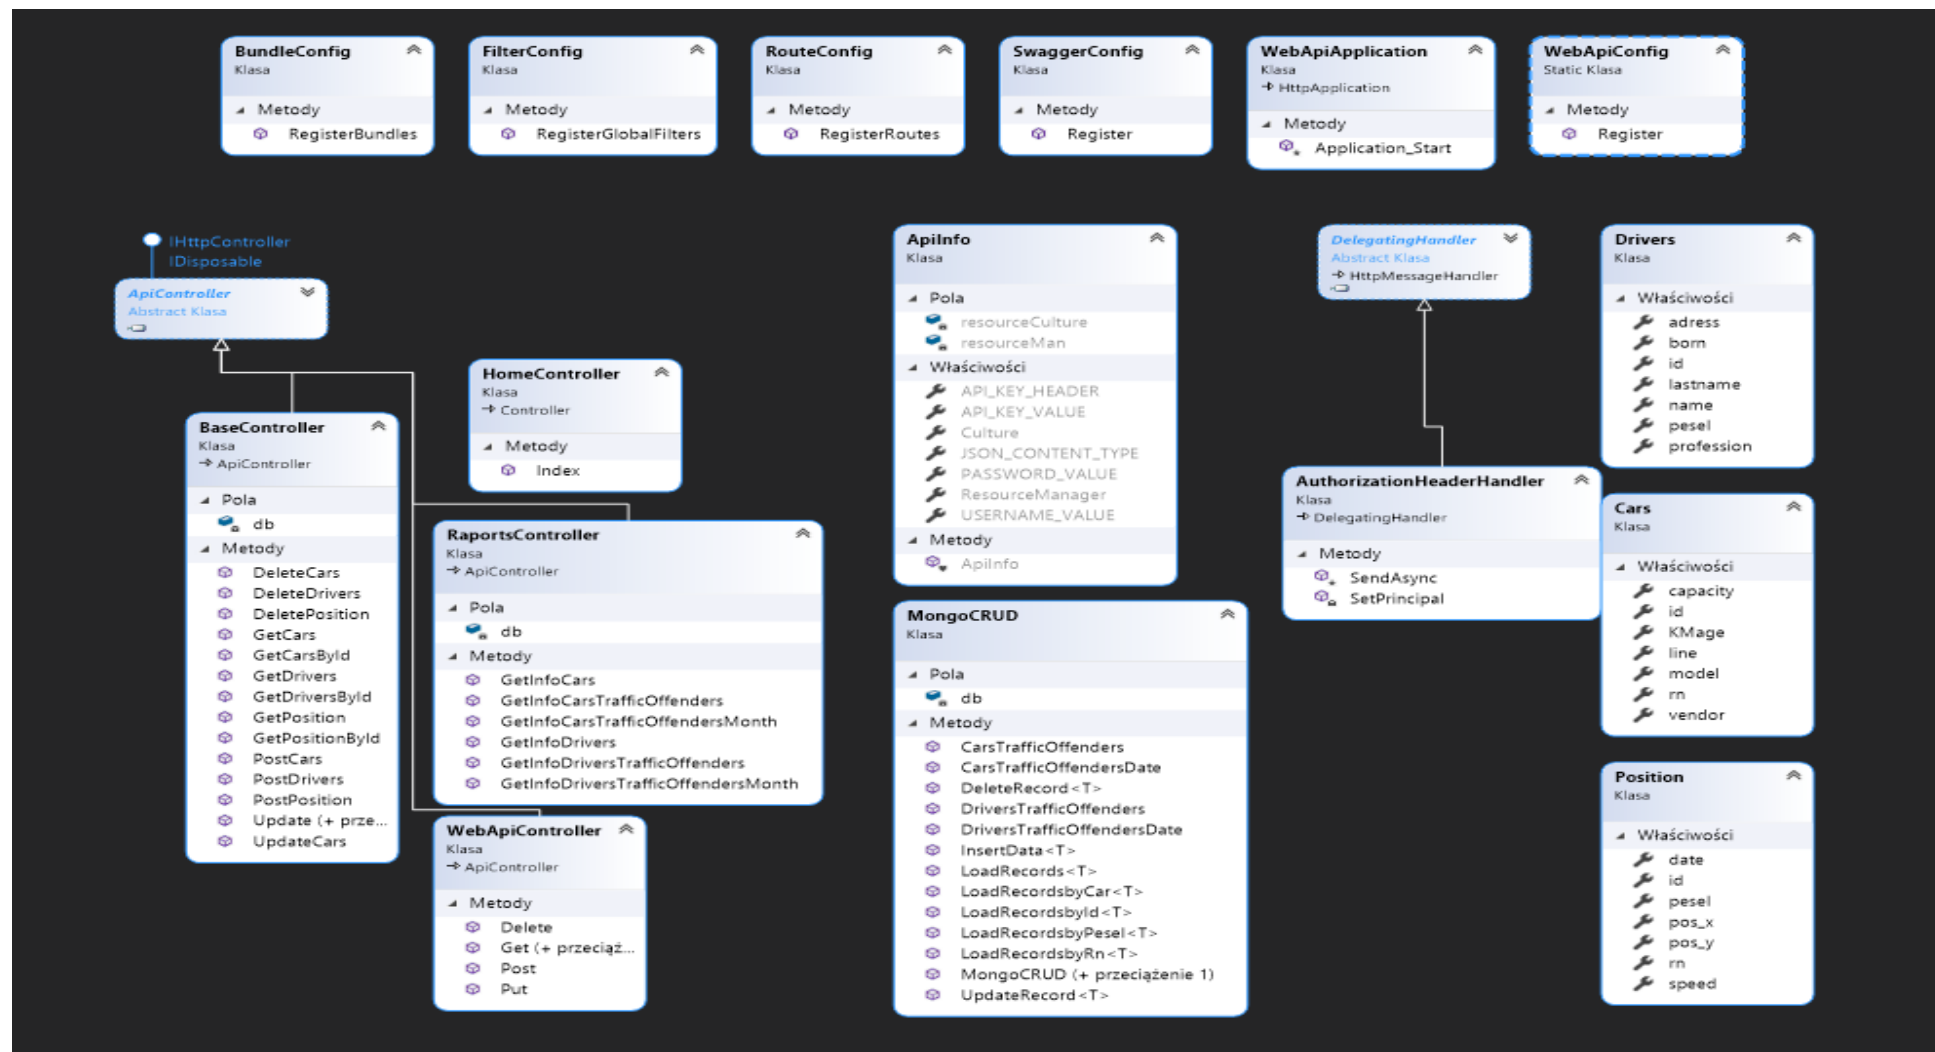 BundleConfig
Klasa
Metody
RegisterBundles
FilterConfig
Klasa
Metody
RegisterGlobalFilters
RouteConfig
Klasa
Metody
RegisterRoutes
SwaggerConfig
Klasa
Metody
Register
WebApiApplication
Klasa
HttpApplication
Metody
Application_Start
WebApiConfig
Static Klasa
Metody
Register
IHttpController
IDisposable
ApiController
Abstract Klasa
BaseController
Klasa
ApiController
Pola
db
Metody
DeleteCars
DeleteDrivers
DeletePosition
GetCars
GetCarsById
GetDrivers
GetDriversById
GetPosition
GetPositionById
PostCars
PostDrivers
PostPosition
Update (+ prze...
UpdateCars
HomeController
Klasa
Controller
Metody
Index
RaportsController
Klasa
ApiController
Pola
db
Metody
GetInfoCars
GetInfoCarsTrafficOffenders
GetInfoCarsTrafficOffendersMonth
GetInfoDrivers
GetInfoDriversTrafficOffenders
GetInfoDriversTrafficOffendersMonth
WebApiController
Klasa
ApiController
Metody
Delete
Get (+ przeciąż...
Post
Put
ApiInfo
Klasa
Pola
resourceCulture
resourceMan
Właściwości
API_KEY_HEADER
API_KEY_VALUE
Culture
JSON_CONTENT_TYPE
PASSWORD_VALUE
ResourceManager
USERNAME_VALUE
Metody
ApiInfo
MongoCRUD
Klasa
Pola
db
Metody
CarsTrafficOffenders
CarsTrafficOffendersDate
DeleteRecord<T>
DriversTrafficOffenders
DriversTrafficOffendersDate
InsertData<T>
LoadRecords<T>
LoadRecordsbyCar<T>
LoadRecordsbyId<T>
LoadRecordsbyPesel<T>
LoadRecordsbyRn<T>
MongoCRUD (+ przeciążenie 1)
UpdateRecord<T>
DelegatingHandler
Abstract Klasa
HttpMessageHandler
AuthorizationHeaderHandler
Klasa
DelegatingHandler
Metody
SendAsync
SetPrincipal
Drivers
Klasa
Właściwości
adress
born
id
lastname
name
pesel
profession
Cars
Klasa
Właściwości
capacity
id
KMage
line
model
rn
vendor
Position
Klasa
Właściwości
date
id
pesel
pos_x
pos_y
rn
speed